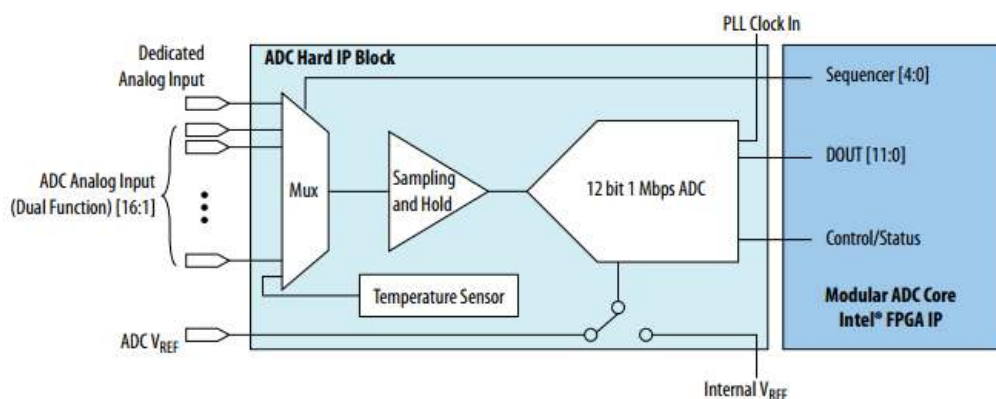 PLL Clock In
Dedicated
Analog Input
ADC Hard IP Block
Sequencer [4:0]
DOUT [11:0]
ADC Analog Input
(Dual Function) [16:1]
Mux
Sampling
and Hold
12 bit 1 Mbps ADC
Control/Status
Temperature Sensor
Modular ADC Core
Intel® FPGA IP
ADC VREF
Internal VREF